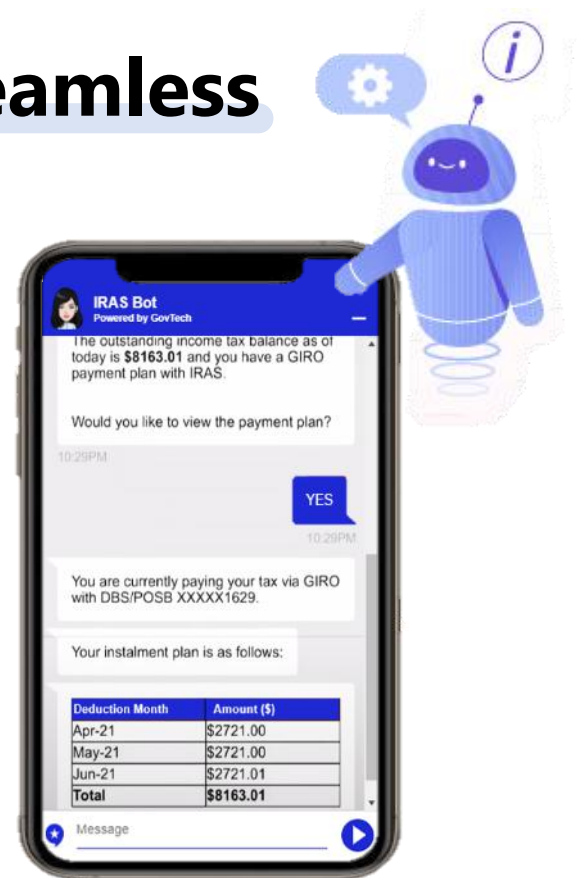 eamless
i
IRAS Bot
Powered by GovTech
The outstanding income tax balance as of
today is $8163.01 and you have a GIRO
payment plan with IRAS.
Would you like to view the payment plan?
10:29PM
YES
10:29PM
You are currently paying your tax via GIRO
with DBS/POSB XXXXX1629.
Your instalment plan is as follows:
Deduction Month Amount ($)
Apr-21 $2721.00
May-21 $2721.00
Jun-21 $2721.01
Total $8163.01
Message